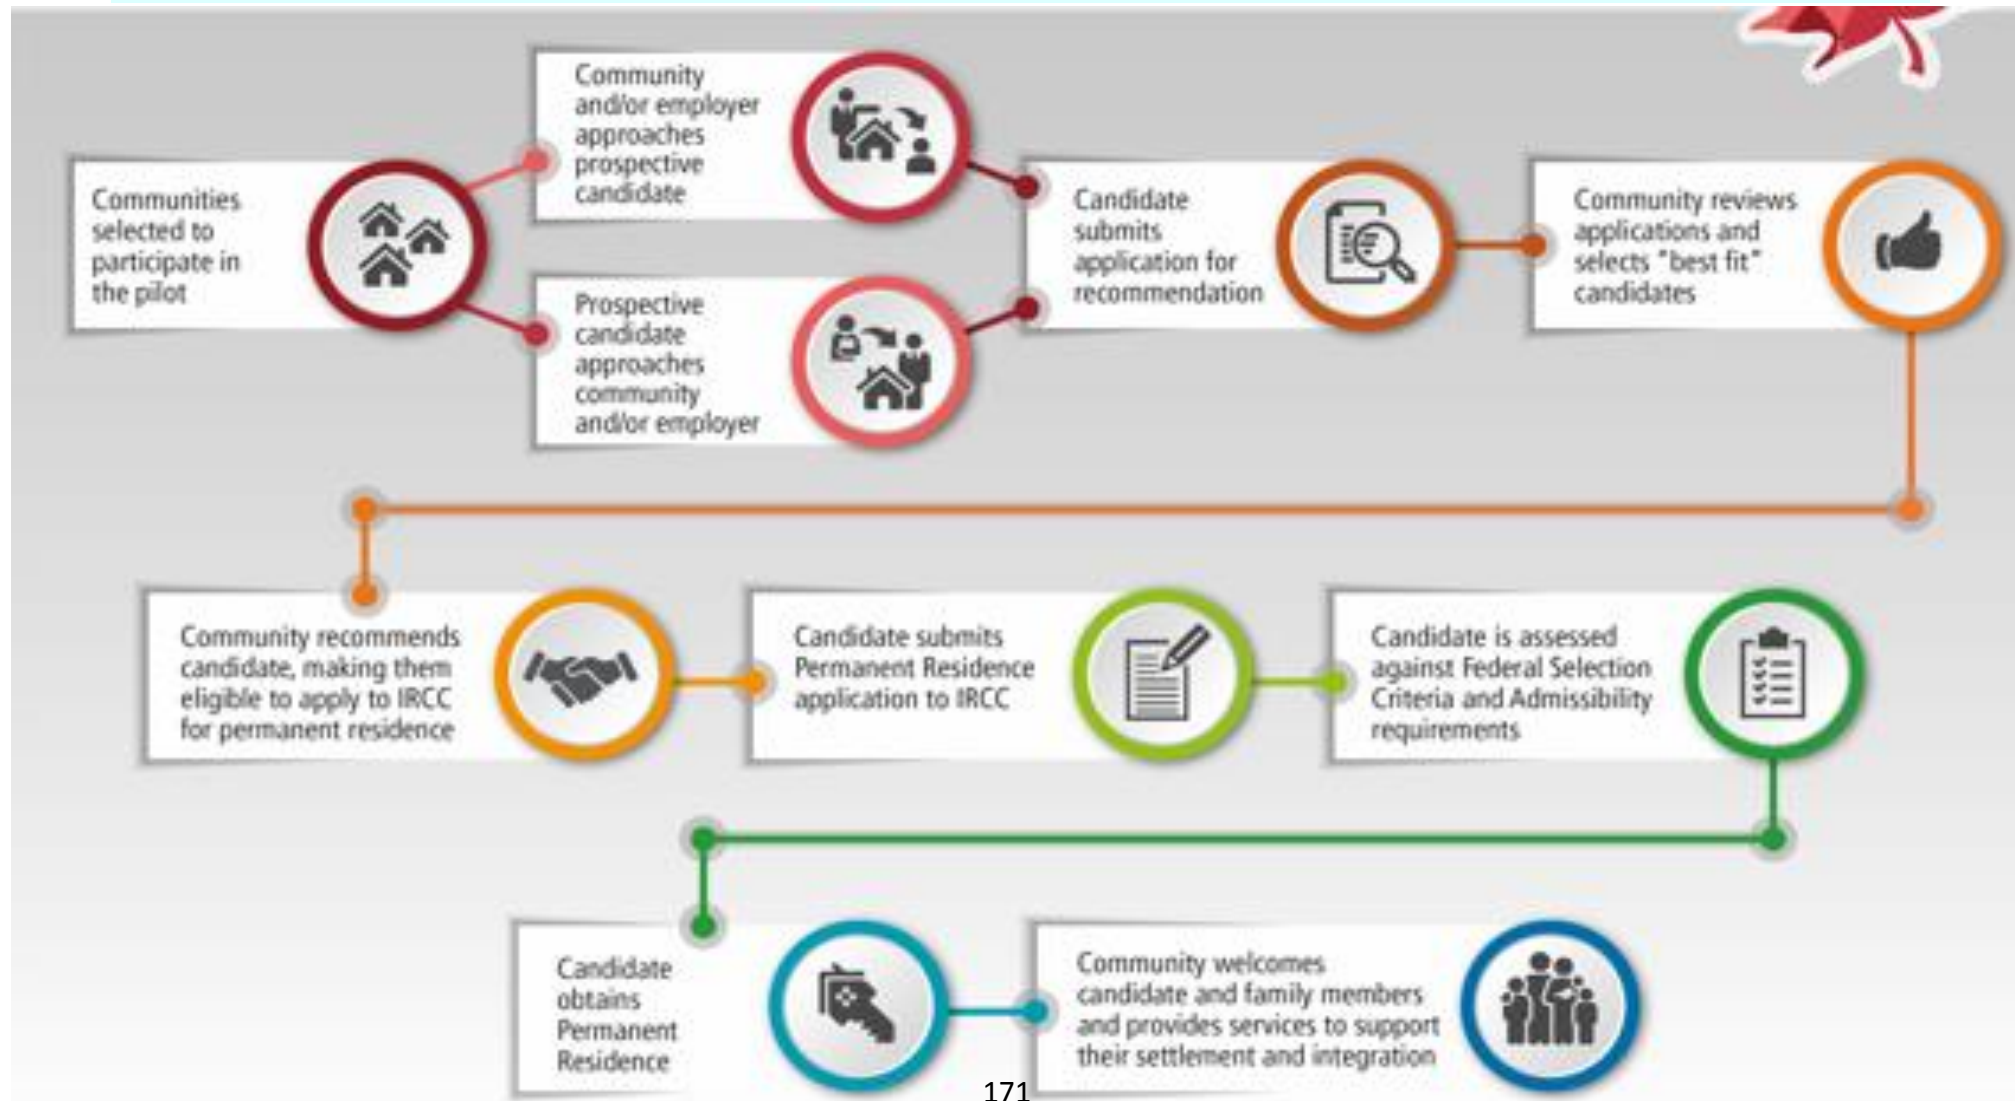 Communities
selected to
participate in
the pilot
Community
and/or employer
approaches
prospective
candidate
Prospective
candidate
approaches
community
and/or employer
Candidate
submits
application for
recommendation
Community reviews
applications and
selects "best fit"
candidates
Community recommends
candidate, making them
eligible to apply to IRCC
for permanent residence
Candidate submits
Permanent Residence
application to IRCC
Candidate is assessed
against Federal Selection
Criteria and Admissibility
requirements
Candidate
obtains
Permanent
Residence
Community welcomes
candidate and family members
and provides services to support
their settlement and integration
171